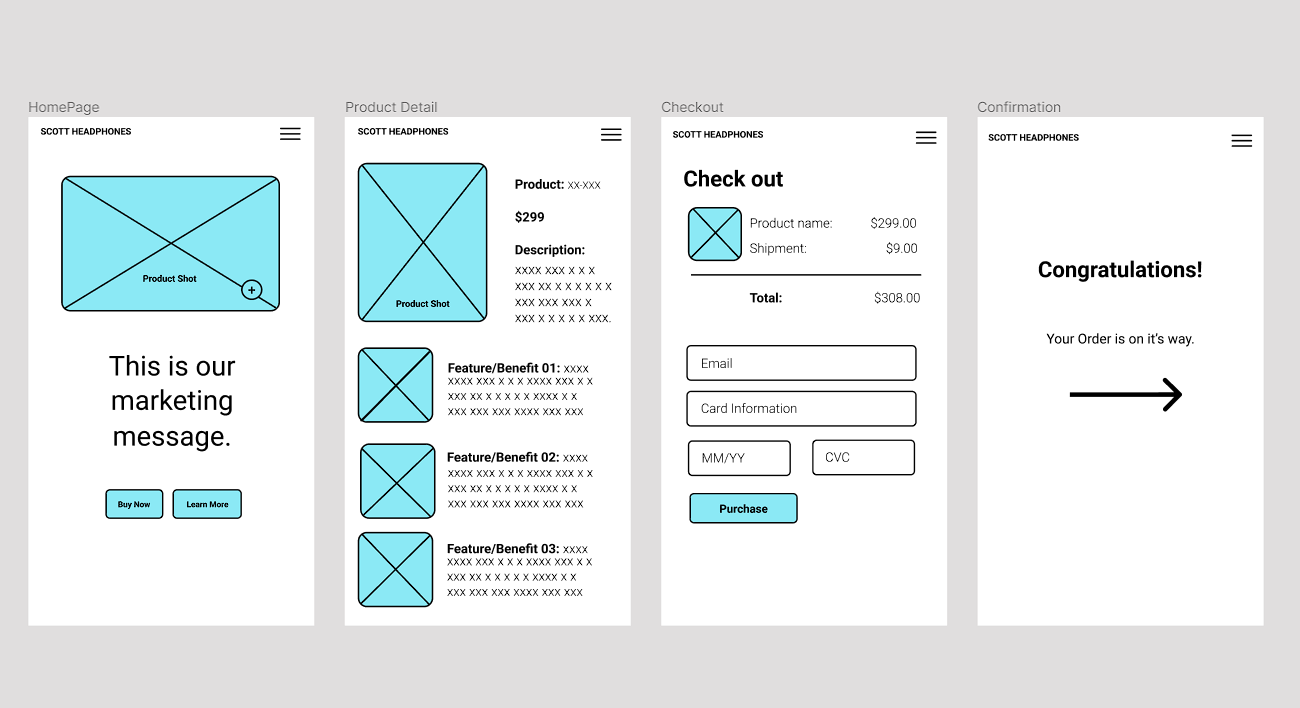 HomePage
SCOTT HEADPHONES
Product Shot
+
This is our
marketing
message.
Buy Now
Learn More
Product Detail
SCOTT HEADPHONES
Product Shot
Product: XX-XXX
$299
Description:
XXXX XXX X X X
XXX XX X X X X X X
XXX XXX XXX X
XXX X X X X X XXX.
Feature/Benefit 01: XXXX
XXXX XXX X X X XXXX XXX X X
XXX XX X X X X X XXXX X X
XXX XXX XXX XXXX XXX XXX
Feature/Benefit 02: XXXX
XXXX XXX X X X XXXX XXX X X
XXX XX X X X X X XXXX X X
XXX XXX XXX XXXX XXX XXX
Feature/Benefit 03: XXXX
XXXX XXX X X X XXXX XXX X X
XXX XX X X X X X XXXX X X
XXX XXX XXX XXXX XXX XXX
Checkout
SCOTT HEADPHONES
Check out
Product name: $299.00
Shipment: $9.00
Total: $308.00
Email
Card Information
MM/YY CVC
Purchase
Confirmation
SCOTT HEADPHONES
Congratulations!
Your Order is on it’s way.